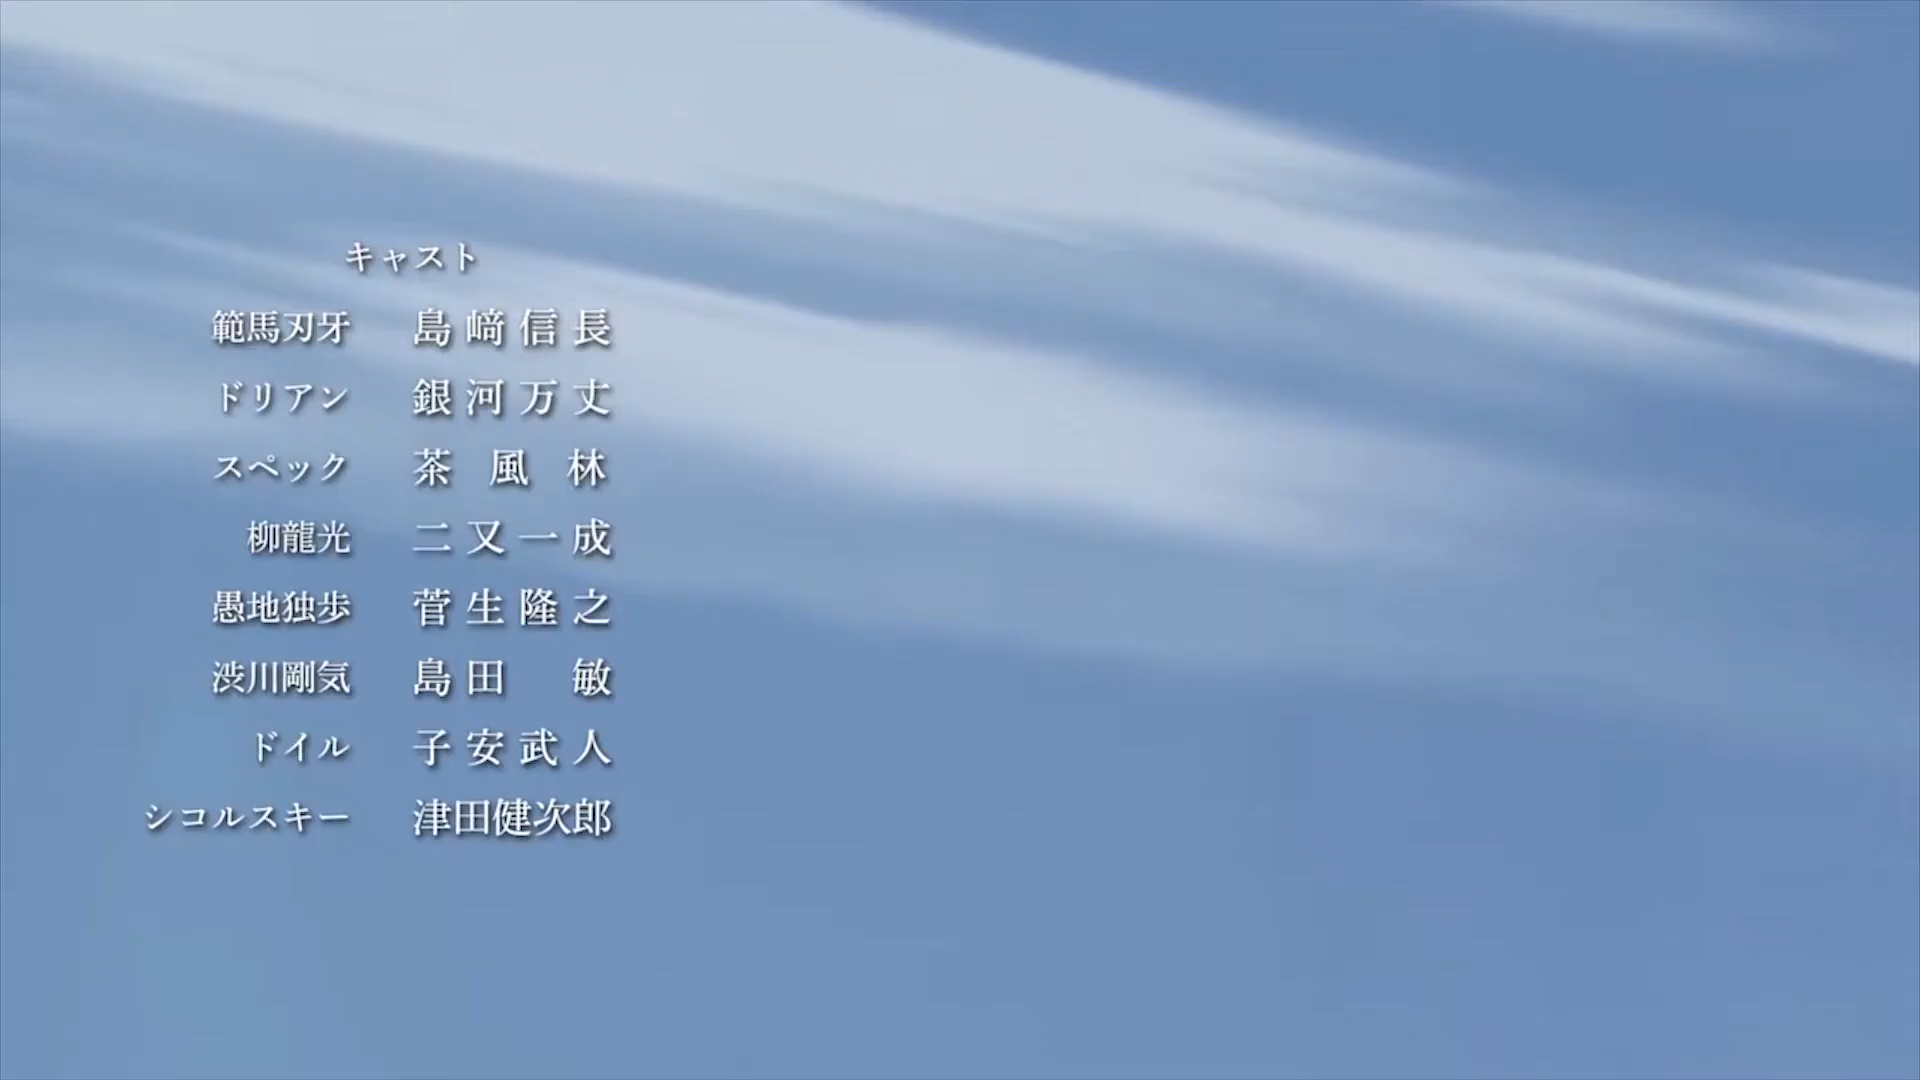 キャスト
範馬刃牙 島﨑信長
ドリアン 銀河万丈
スペック 茶風林
柳龍光 二又一成
愚地独歩 菅生隆之
渋川剛気 島田 敏
ドイル 子安武人
シコルスキー 津田健次郎